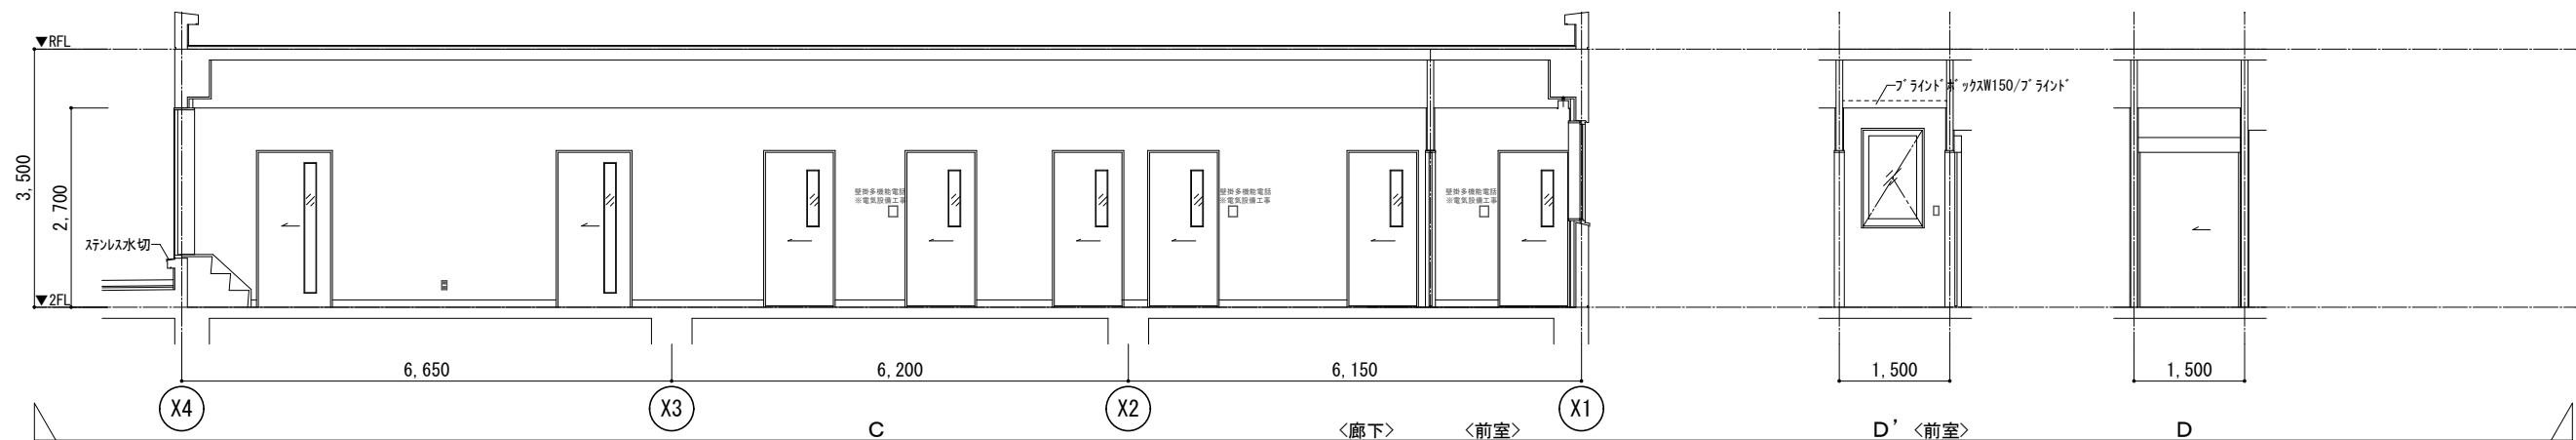 ▼RFL
ブラインドボックスW150/ブラインド
3,500
2,700
壁掛多機能電話
※電気設備工事
壁掛多機能電話
※電気設備工事
壁掛多機能電話
※電気設備工事
ステンレス水切
▼2FL
6,650
6,200
6,150
1,500
1,500
X4
X3
X2
X1
C
〈廊下〉
〈前室〉
D’〈前室〉
D